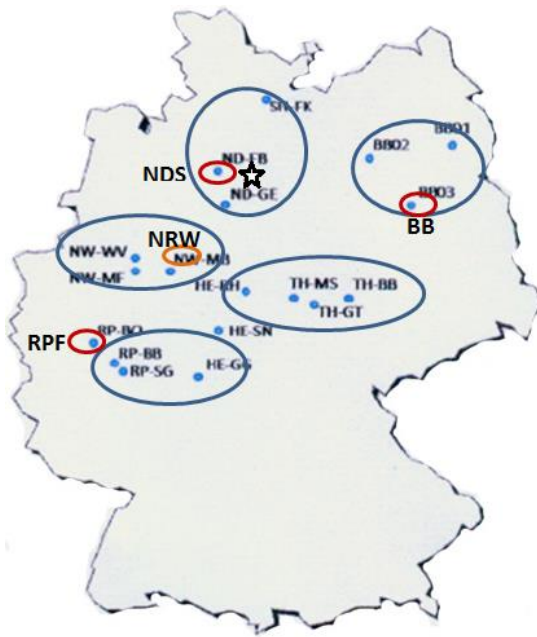 SH-FK
BB01
BB02
ND-FB
NDS
ND-GE
BB03
BB
NRW
NW-WV
NW-MB
NW-MF
HE-RH
TH-MS
TH-BB
TH-GT
HE-SN
RP-BO
RPF
RP-BB
RP-SG
HE-GG